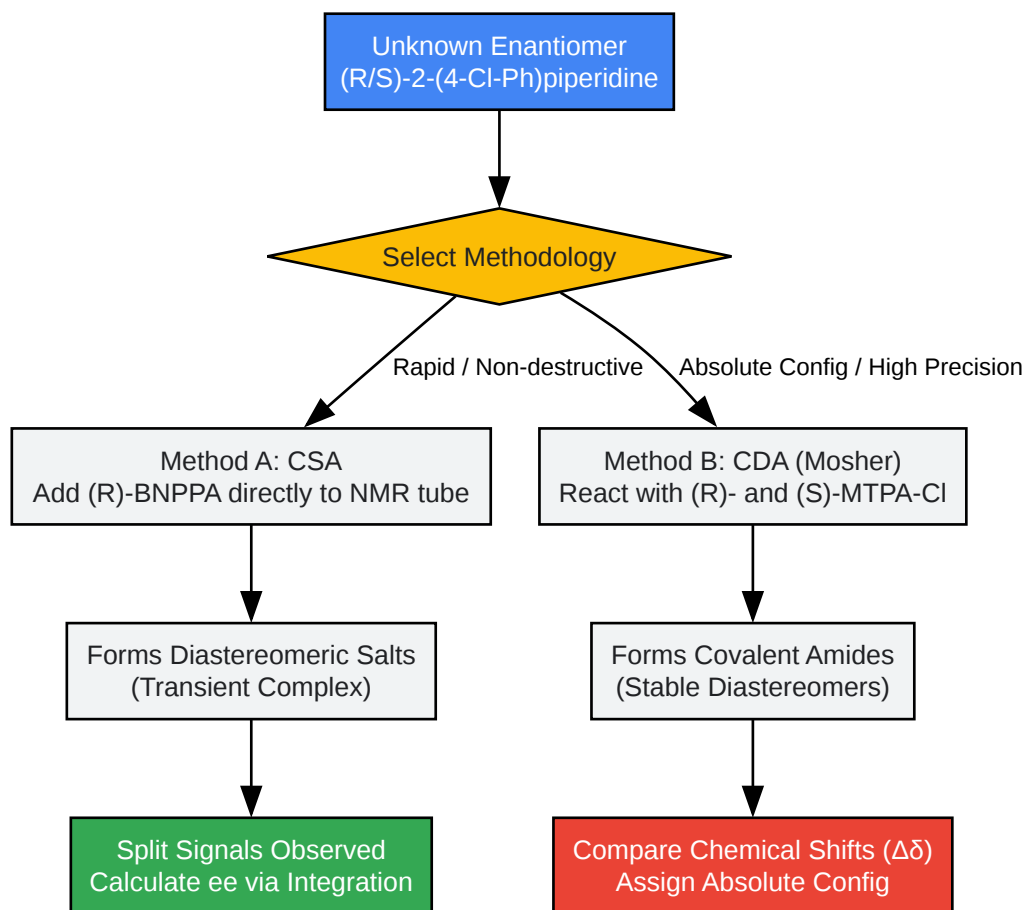 Unknown Enantiomer
(R/S)-2-(4-Cl-Ph)piperidine
Select Methodology
Rapid / Non-destructive
Absolute Config / High Precision
Method A: CSA
Add (R)-BNPPA directly to NMR tube
Method B: CDA (Mosher)
React with (R)- and (S)-MTPA-Cl
Forms Diastereomeric Salts
(Transient Complex)
Forms Covalent Amides
(Stable Diastereomers)
Split Signals Observed
Calculate ee via Integration
Compare Chemical Shifts (Δδ)
Assign Absolute Config